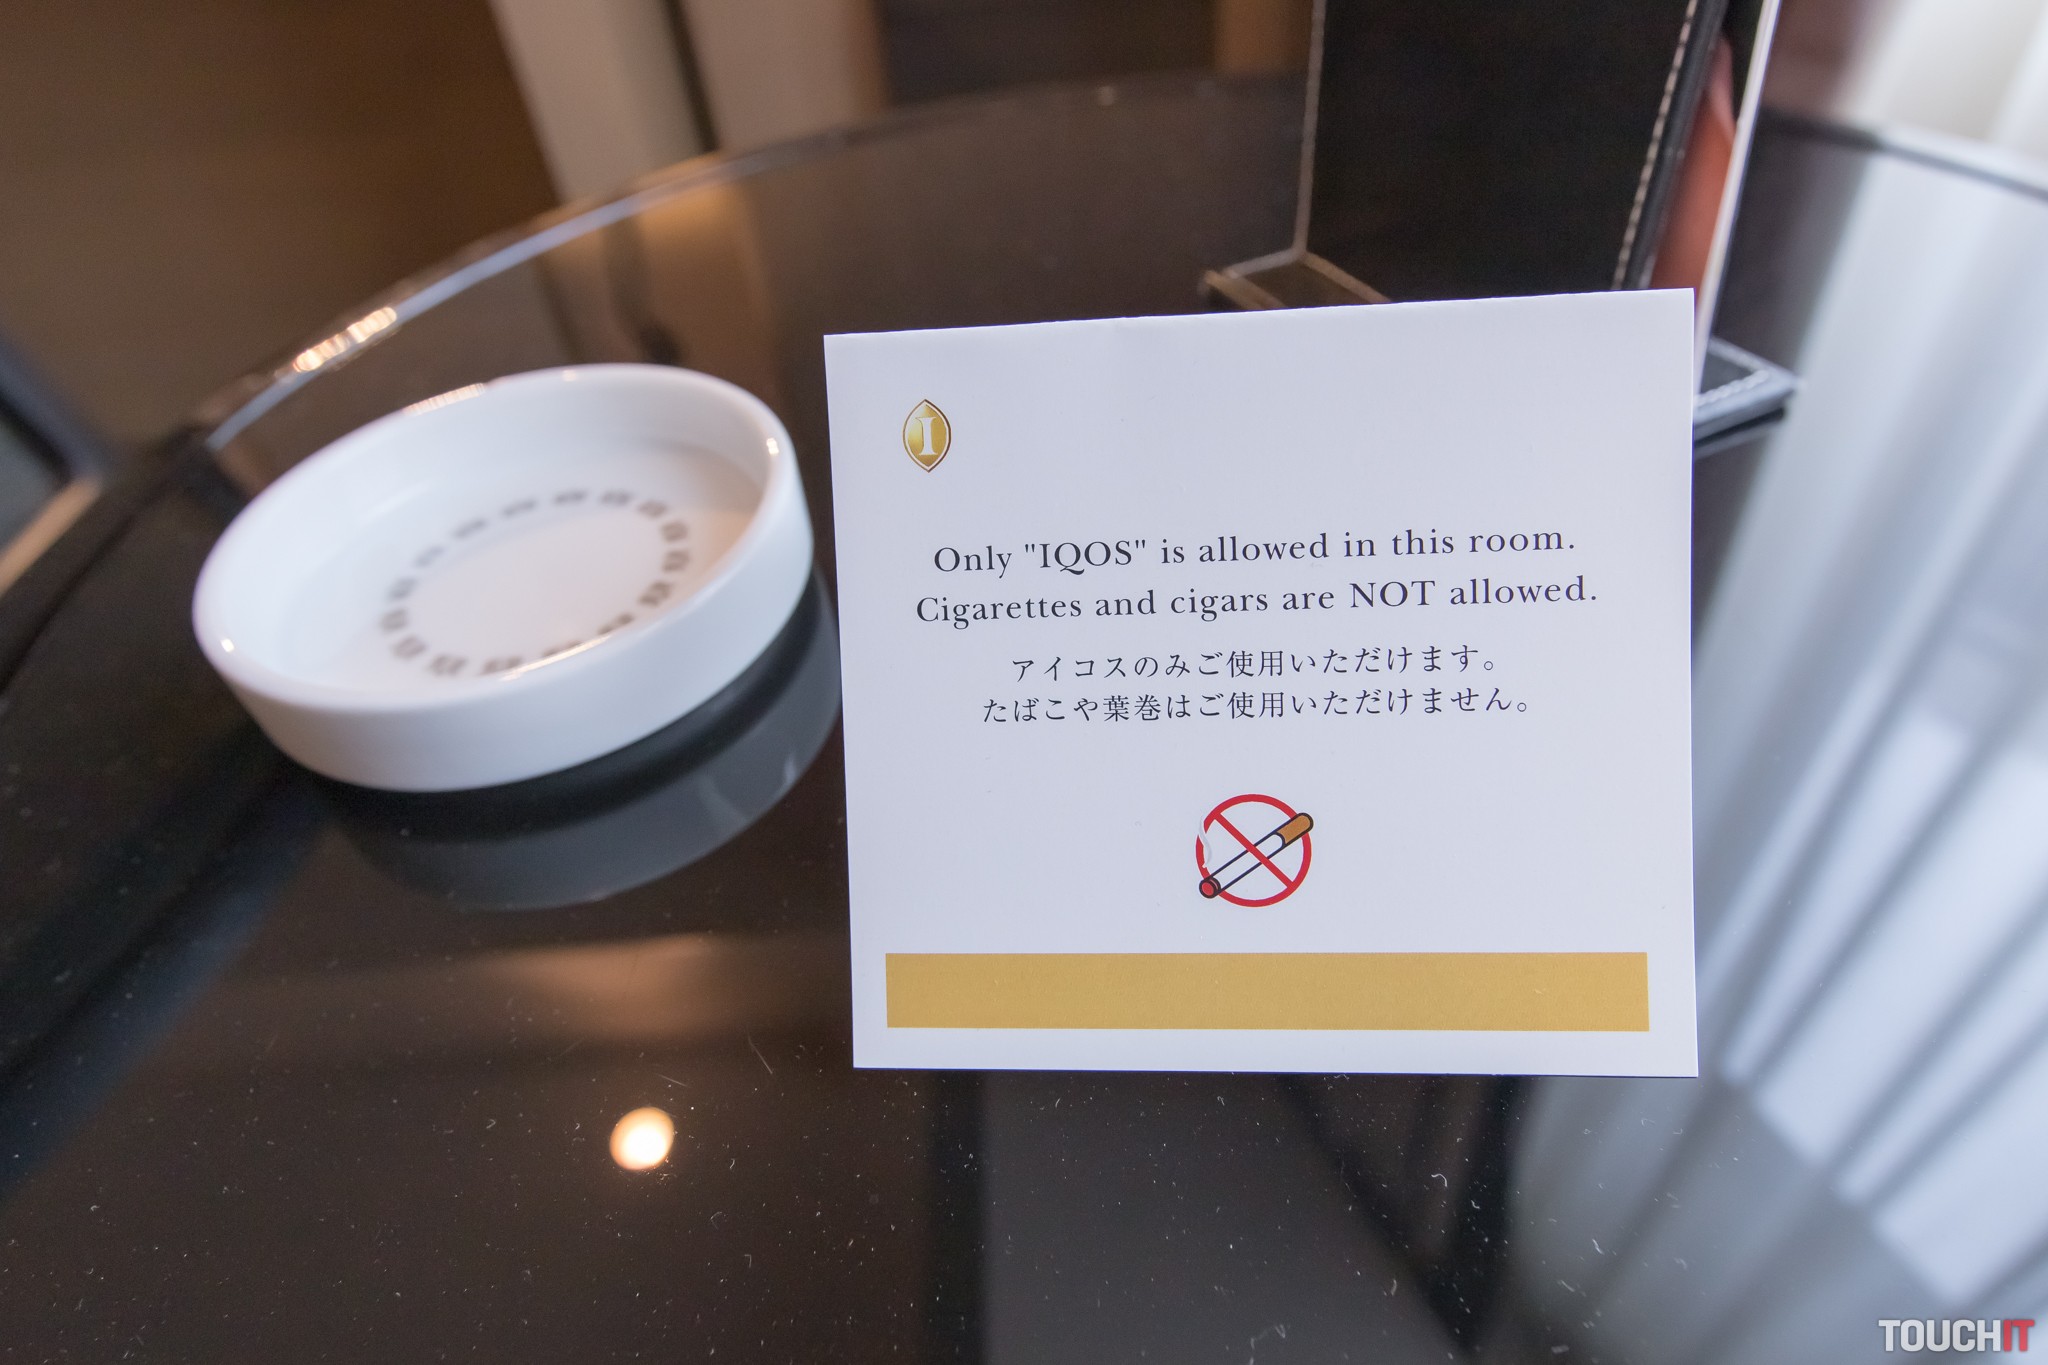 I
Only "IQOS" is allowed in this room.
Cigarettes and cigars are NOT allowed.
アイコスのみご使用いただけます。
たばこや葉巻はご使用いただけません。
TOUCHIT